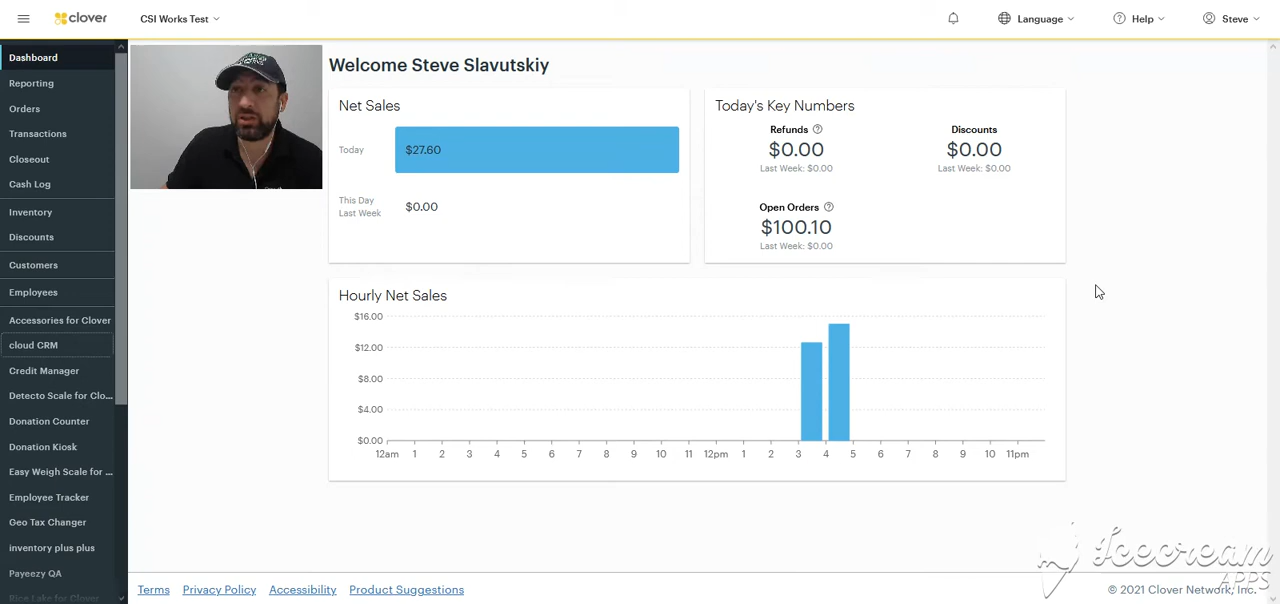 clover
CSI Works Test
Language
Help
Steve
Dashboard
Reporting
Orders
Transactions
Closeout
Cash Log
Inventory
Discounts
Customers
Employees
Accessories for Clover
cloud CRM
Credit Manager
Detecto Scale for Clo...
Donation Counter
Donation Kiosk
Easy Weigh Scale for ...
Employee Tracker
Geo Tax Changer
inventory plus plus
Payeezy QA
Rice Lake for Clover
Welcome Steve Slavutskiy
Net Sales
Today
$27.60
This Day
Last Week
$0.00
Today's Key Numbers
Refunds
$0.00
Last Week: $0.00
Discounts
$0.00
Last Week: $0.00
Open Orders
$100.10
Last Week: $0.00
Hourly Net Sales
$16.00
$12.00
$8.00
$4.00
$0.00
12am 1 2 3 4 5 6 7 8 9 10 11 12pm 1 2 3 4 5 6 7 8 9 10 11pm
Icecream
APPS
Terms Privacy Policy Accessibility Product Suggestions
© 2021 Clover Network, Inc.